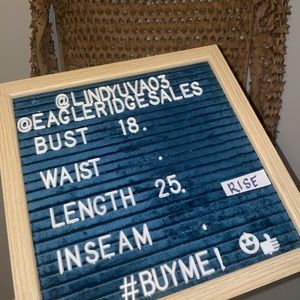 @LINDYUVA03
@EAGLERIDGESALES
BUST 18.
WAIST .
LENGTH 25. RISE
INSEAM .
#BUYME!